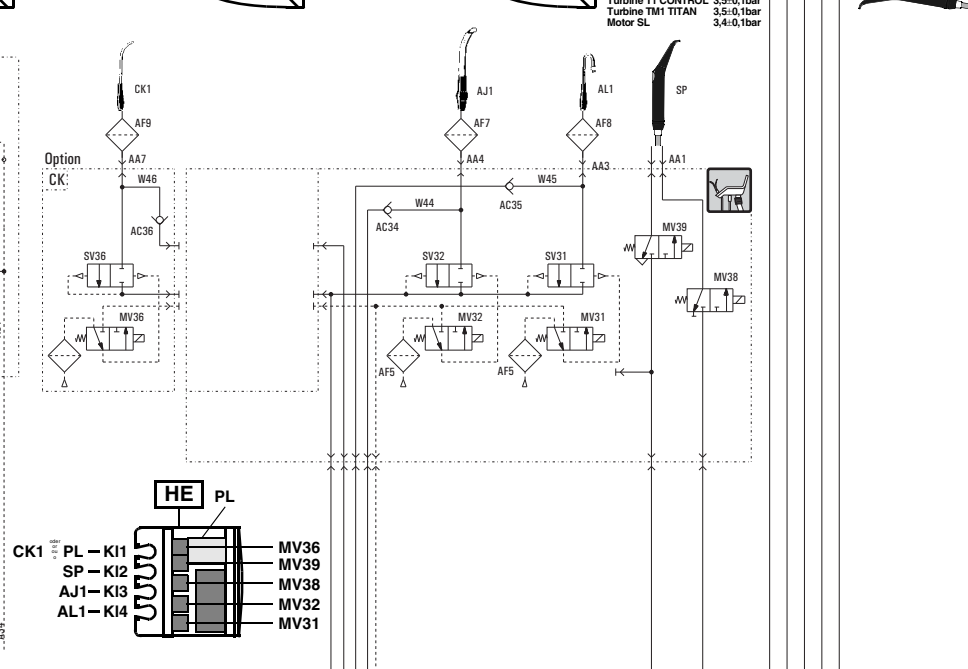 Turbine T1 CONTROL 3,5±0,1bar
Turbine TM1 TITAN 3,5±0,1bar
Motor SL 3,4±0,1bar
CK1
AJ1
AL1
SP
AF9
AF7
AF8
Option
CK
AA7
AA4
AA3
AA1
W46
W45
W44
AC36
AC35
AC34
MV39
SV36
SV32
SV31
MV38
MV36
MV32
MV31
AF5
AF5
HE
PL
CK1 oder PL – KI1
SP – KI2
AJ1 – KI3
AL1 – KI4
MV36
MV39
MV38
MV32
MV31